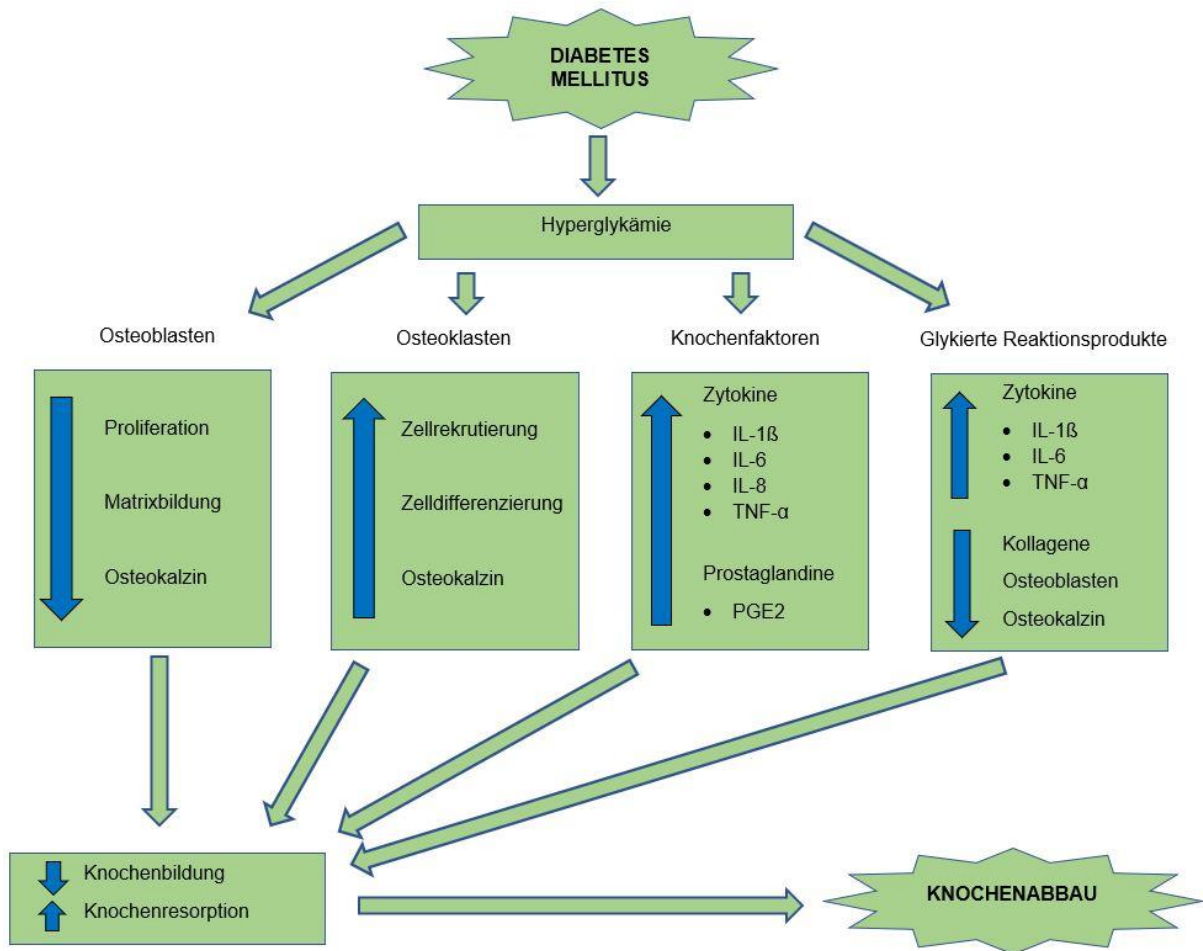 DIABETES
MELLITUS
Hyperglykämie
Osteoblasten
Proliferation
Matrixbildung
Osteokalzin
Osteoklasten
Zellrekrutierung
Zelldifferenzierung
Osteokalzin
Knochenfaktoren
Zytokine
• IL-1ß
• IL-6
• IL-8
• TNF-α
Prostaglandine
• PGE2
Glykierte Reaktionsprodukte
Zytokine
• IL-1ß
• IL-6
• TNF-α
Kollagene
Osteoblasten
Osteokalzin
Knochenbildung
Knochenresorption
KNOCHENABBAU